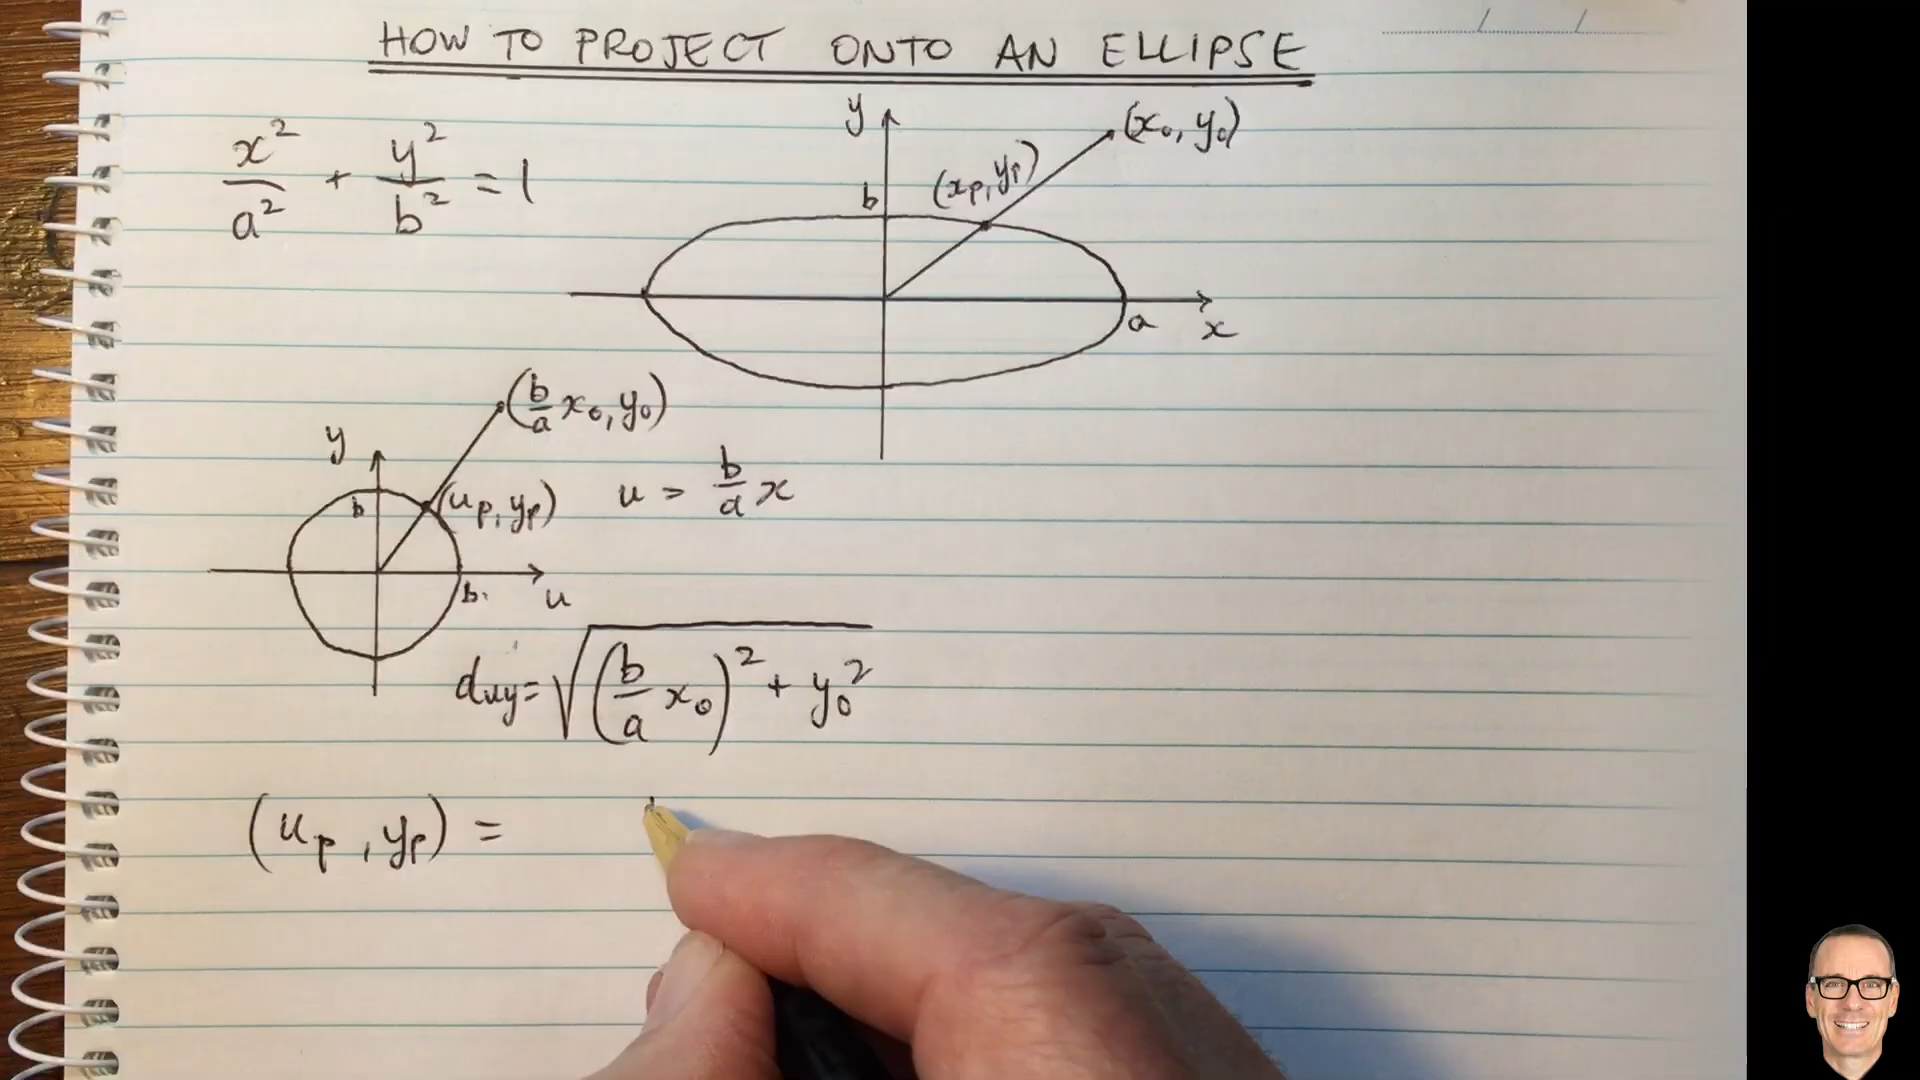 HOW TO PROJECT ONTO AN ELLIPSE
x²/a² + y²/b² = 1
y
(x₀, y₀)
(xₚ, yₚ)
b
a
x
(b/a x₀, y₀)
y
b
(uₚ, yₚ)
u = b/a x
b
u
d_uy = √((b/a x₀)² + y₀²)
(uₚ, yₚ) =